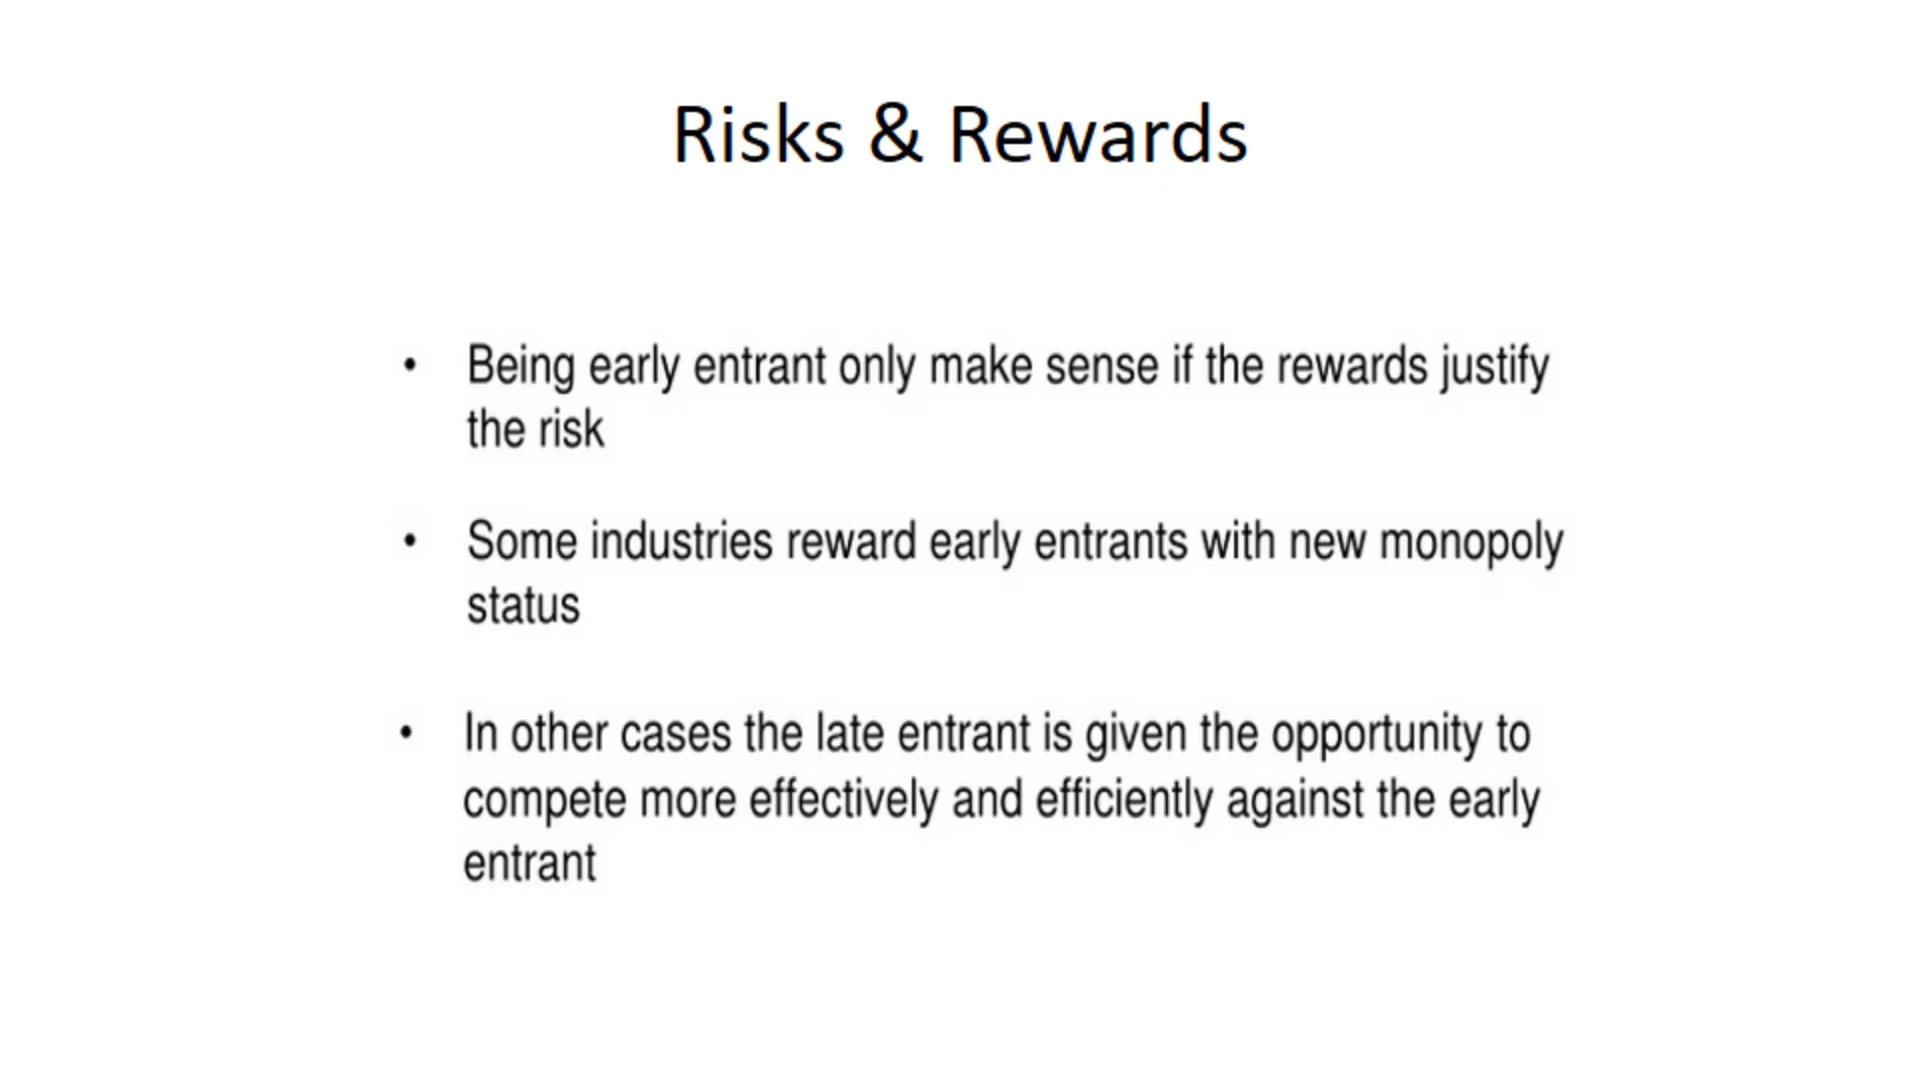 Risks & Rewards
• Being early entrant only make sense if the rewards justify
the risk
• Some industries reward early entrants with new monopoly
status
• In other cases the late entrant is given the opportunity to
compete more effectively and efficiently against the early
entrant